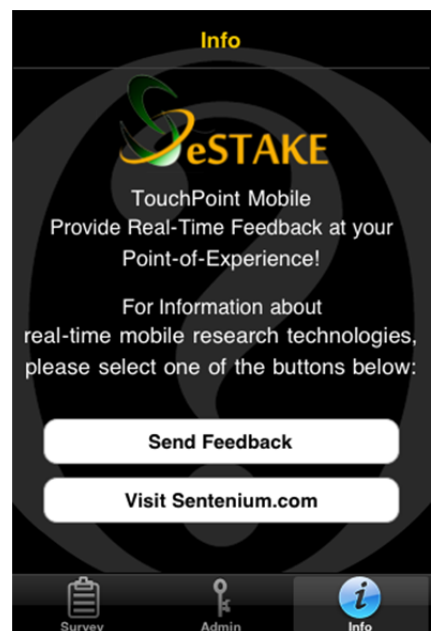 Info
eSTAKE
TouchPoint Mobile
Provide Real-Time Feedback at your
Point-of-Experience!
For Information about
real-time mobile research technologies,
please select one of the buttons below:
Send Feedback
Visit Sentenium.com
Survey Admin Info